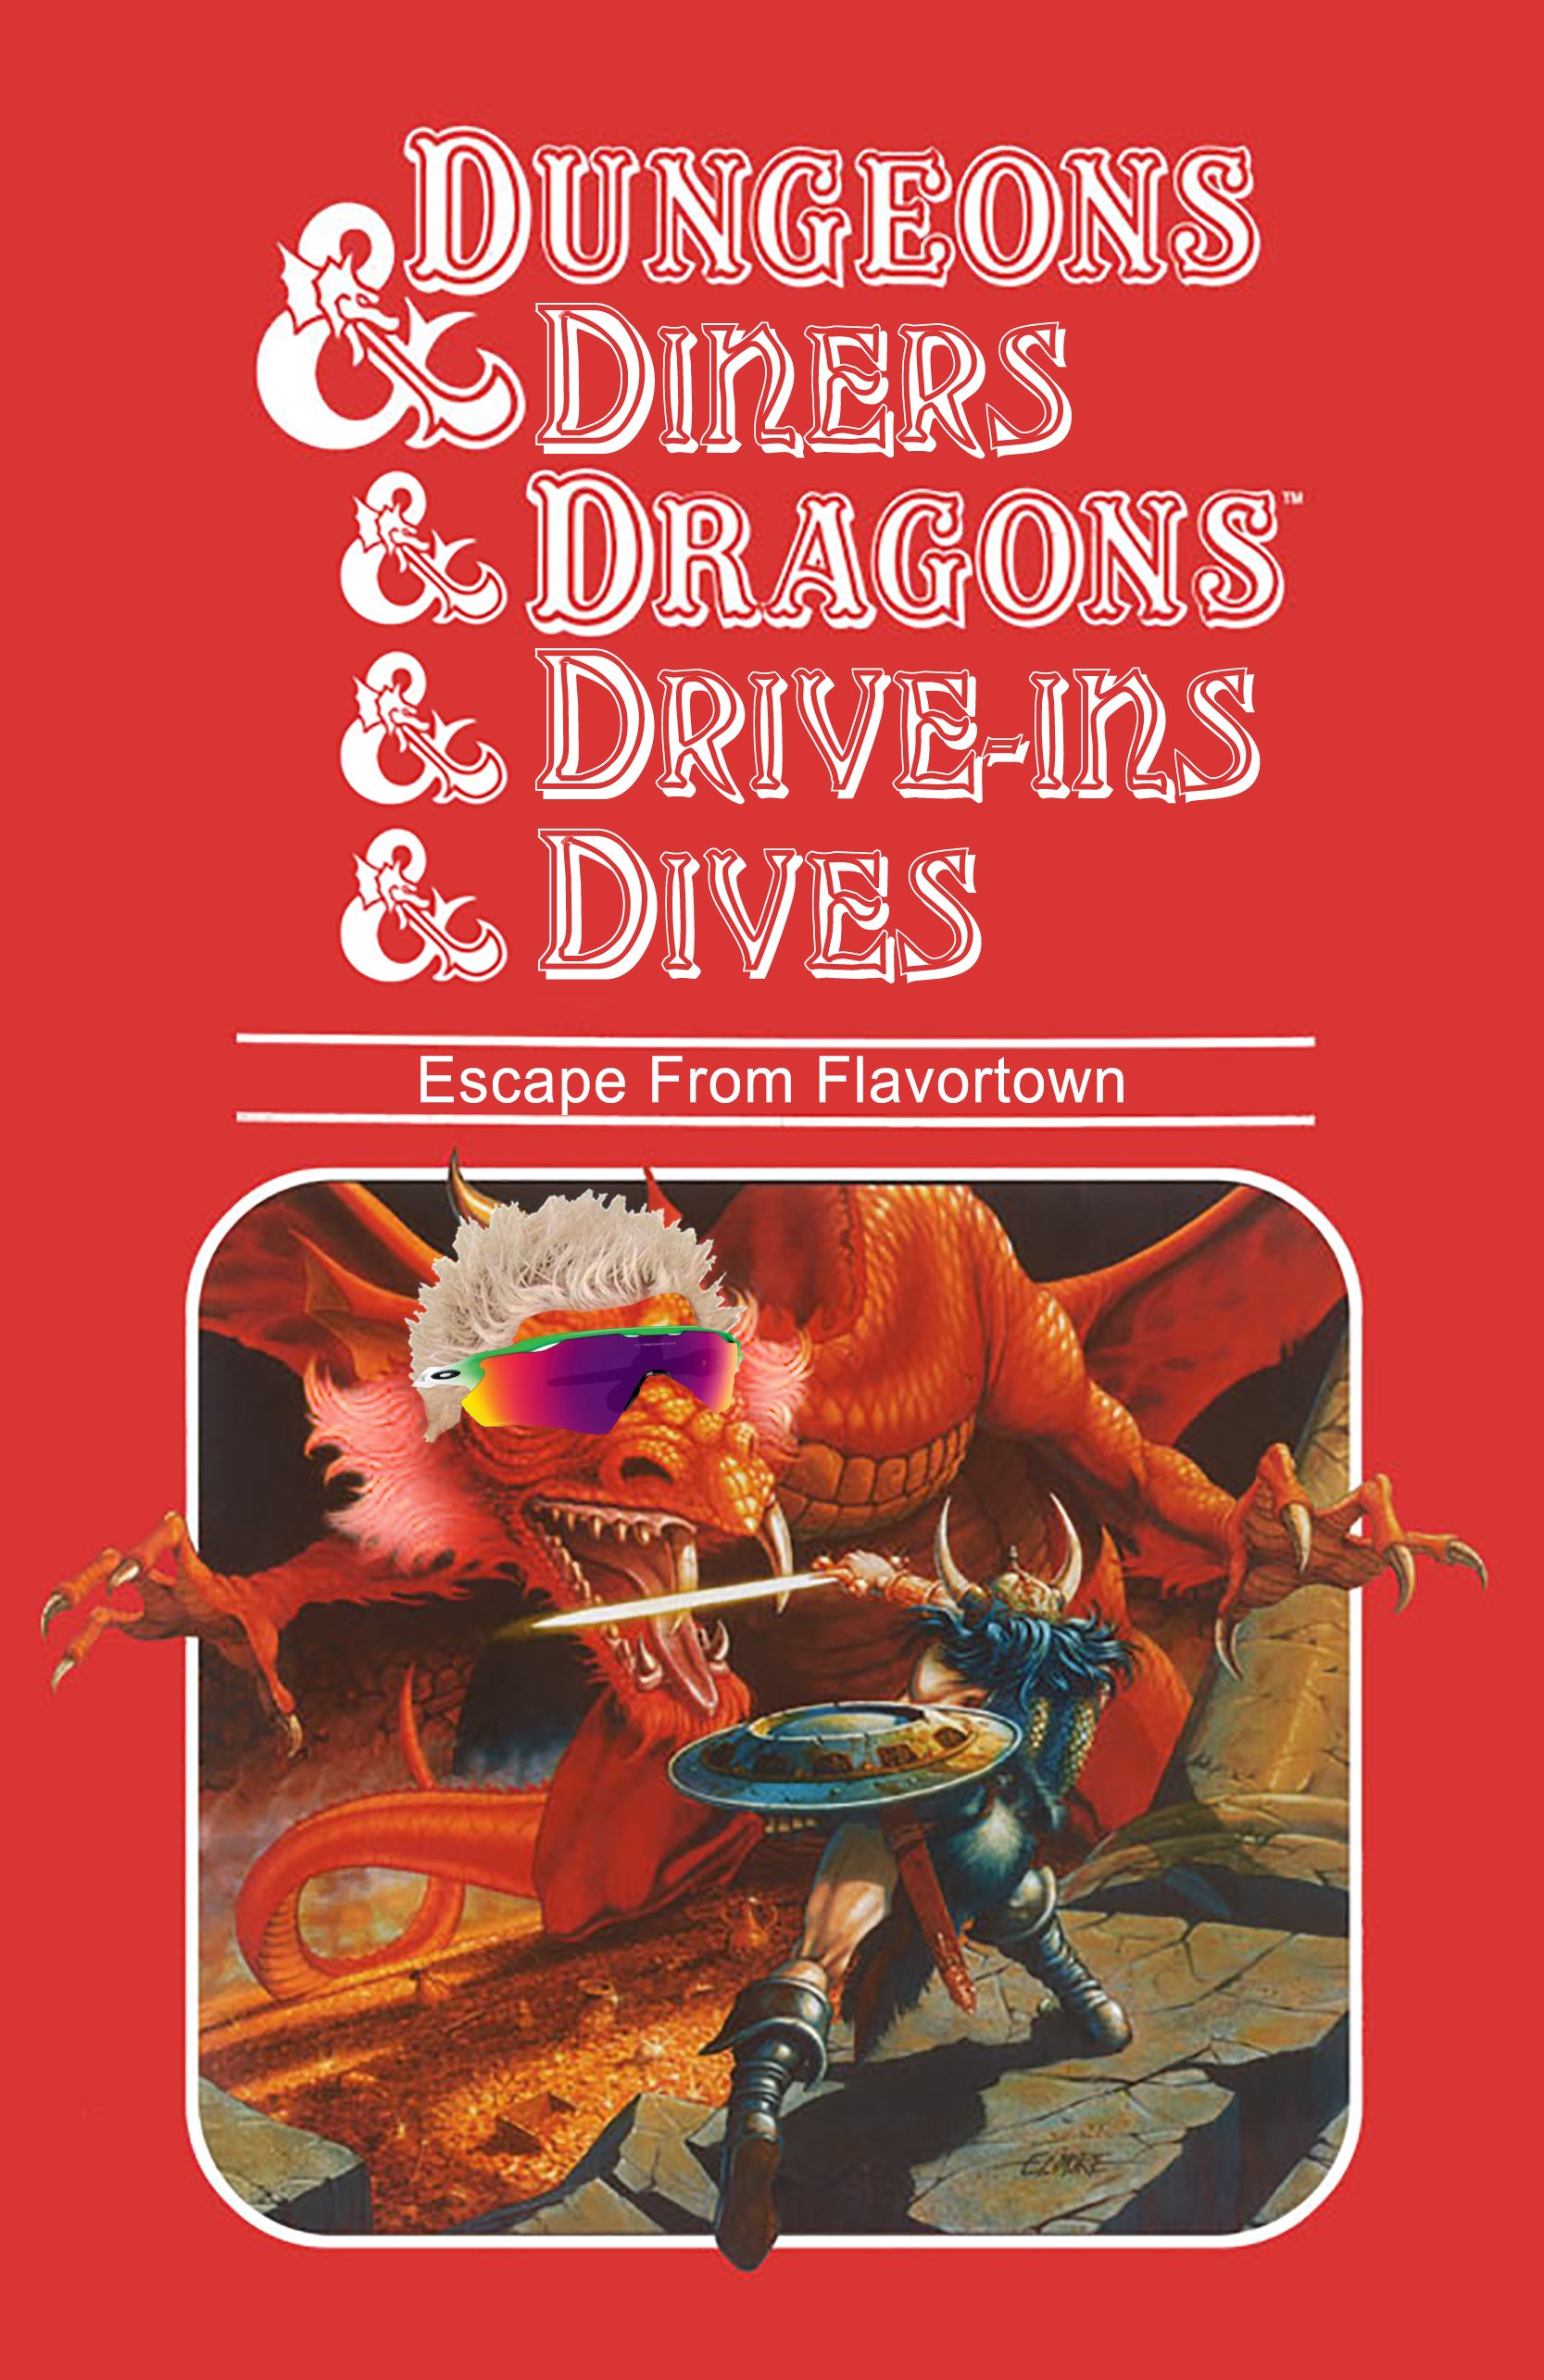 DUNGEONS
& DINERS
& DRAGONS™
& DRIVE-INS
& DIVES
Escape From Flavortown
ELMORE